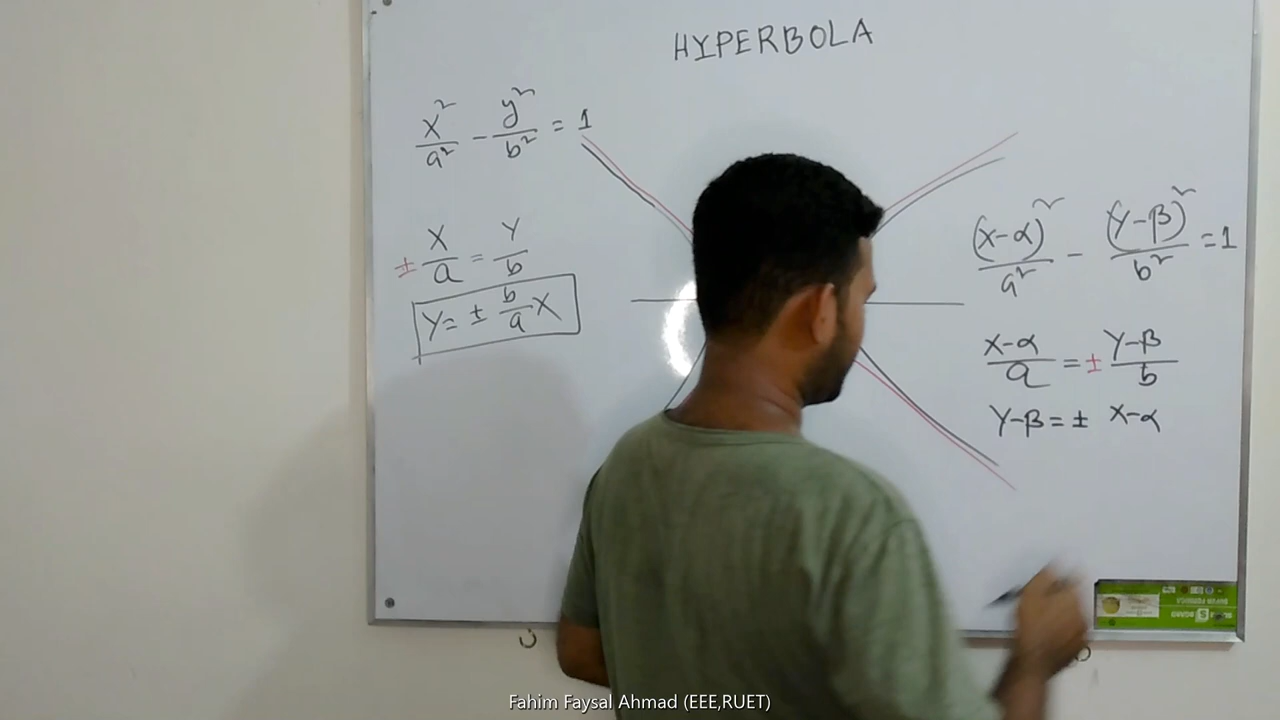 HYPERBOLA
x²/a² - y²/b² = 1
± x/a = y/b
y = ± b/a x
(x-α)²/a² - (y-β)²/b² = 1
x-α/a = ± y-β/b
y-β = ± x-α
Fahim Faysal Ahmad (EEE,RUET)